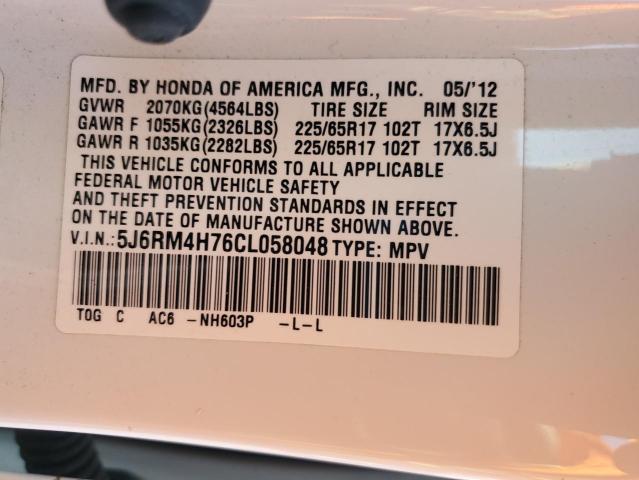 MFD. BY HONDA OF AMERICA MFG., INC. 05/'12
GVWR 2070KG(4564LBS) TIRE SIZE RIM SIZE
GAWR F 1055KG(2326LBS) 225/65R17 102T 17X6.5J
GAWR R 1035KG(2282LBS) 225/65R17 102T 17X6.5J
THIS VEHICLE CONFORMS TO ALL APPLICABLE
FEDERAL MOTOR VEHICLE SAFETY
AND THEFT PREVENTION STANDARDS IN EFFECT
ON THE DATE OF MANUFACTURE SHOWN ABOVE.
V.I.N.:5J6RM4H76CL058048 TYPE: MPV
T0G C AC6 -NH603P -L-L